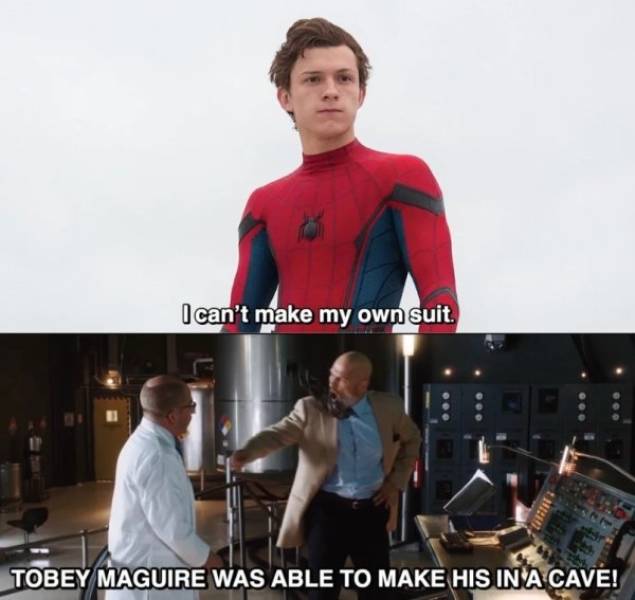 I can't make my own suit.
TOBEY MAGUIRE WAS ABLE TO MAKE HIS IN A CAVE!